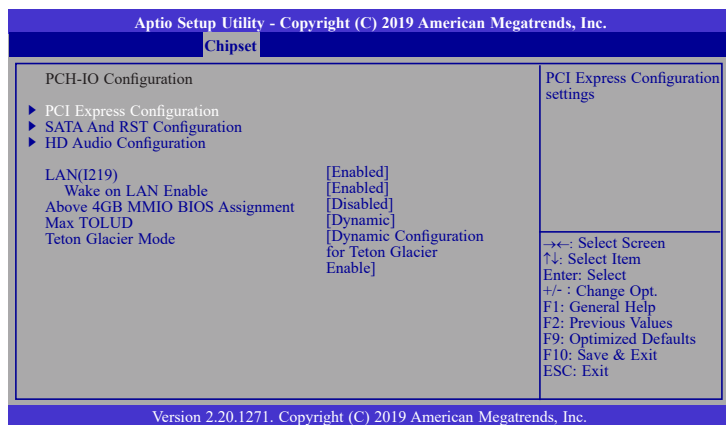 Aptio Setup Utility - Copyright (C) 2019 American Megatrends, Inc.
Chipset
PCH-IO Configuration
PCI Express Configuration
SATA And RST Configuration
HD Audio Configuration
LAN(I219) [Enabled]
Wake on LAN Enable [Enabled]
Above 4GB MMIO BIOS Assignment [Disabled]
Max TOLUD [Dynamic]
Teton Glacier Mode [Dynamic Configuration
for Teton Glacier
Enable]
PCI Express Configuration
settings
→←: Select Screen
↑↓: Select Item
Enter: Select
+/- : Change Opt.
F1: General Help
F2: Previous Values
F9: Optimized Defaults
F10: Save & Exit
ESC: Exit
Version 2.20.1271. Copyright (C) 2019 American Megatrends, Inc.